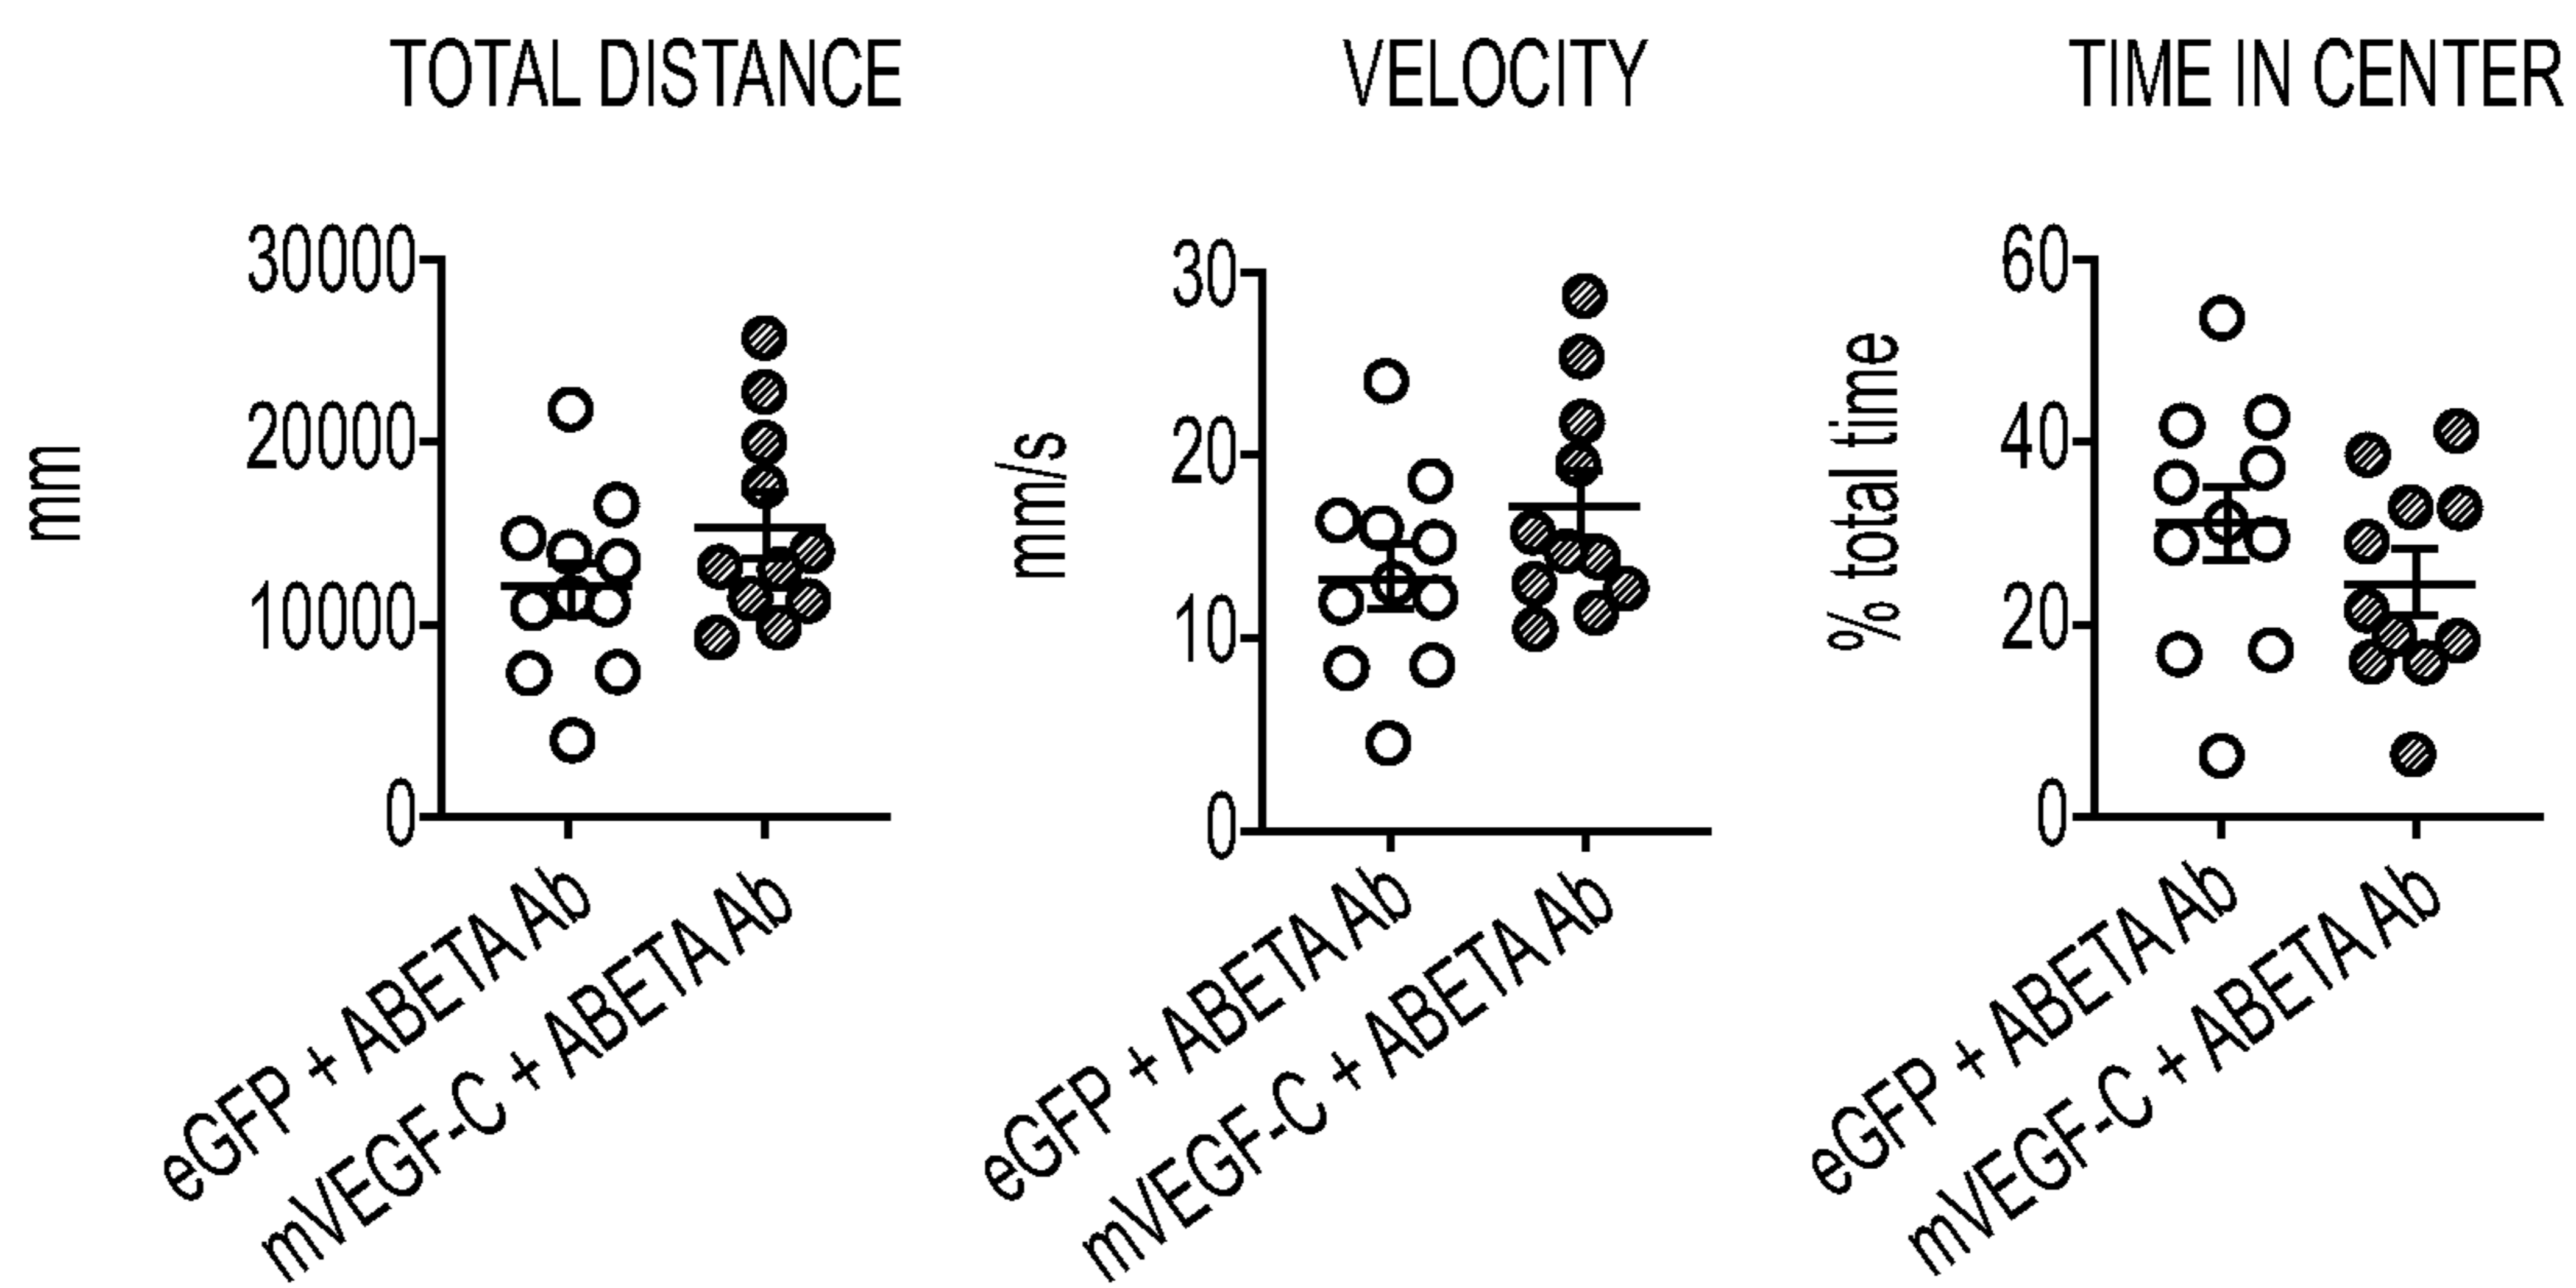 TOTAL DISTANCE
mm
30000
20000
10000
0
eGFP + ABETA Ab
mVEGF-C + ABETA Ab
VELOCITY
mm/s
30
20
10
0
eGFP + ABETA Ab
mVEGF-C + ABETA Ab
TIME IN CENTER
% total time
60
40
20
0
eGFP + ABETA Ab
mVEGF-C + ABETA Ab